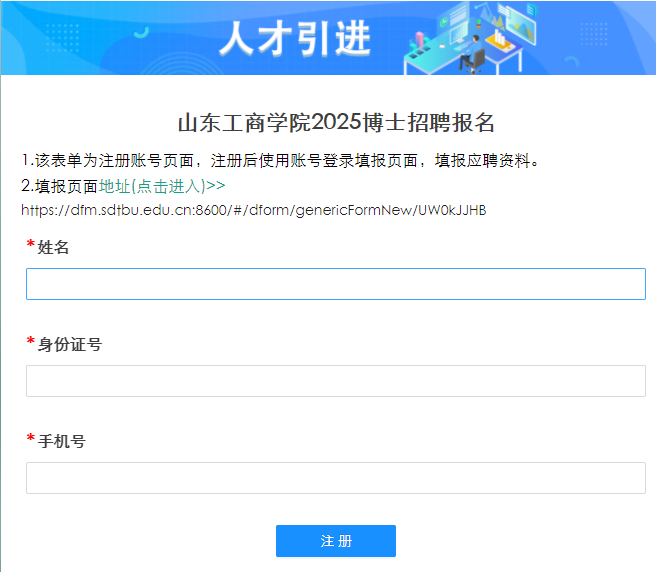 人才引进
山东工商学院2025博士招聘报名
1.该表单为注册账号页面，注册后使用账号登录填报页面，填报应聘资料。
2.填报页面地址(点击进入)>>
https://dfm.sdtbu.edu.cn:8600/#/dform/genericFormNew/UW0kJJHB
*姓名
*身份证号
*手机号
注 册